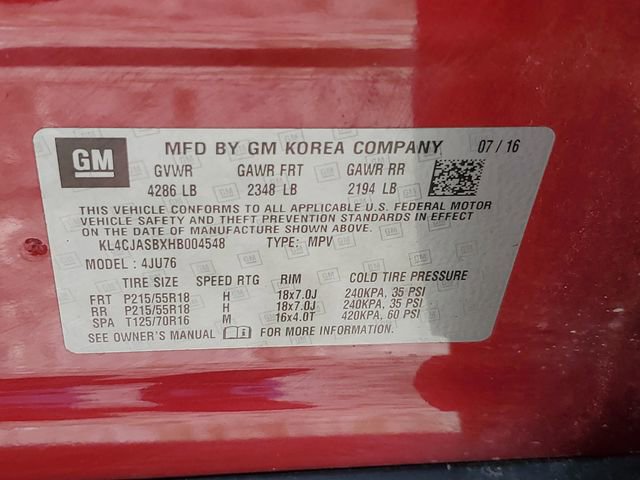 GM
MFD BY GM KOREA COMPANY 07 / 16
GVWR GAWR FRT GAWR RR
4286 LB 2348 LB 2194 LB
THIS VEHICLE CONFORMS TO ALL APPLICABLE U.S. FEDERAL MOTOR
VEHICLE SAFETY AND THEFT PREVENTION STANDARDS IN EFFECT ON
THE DATE OF MANUFACTURE SHOWN ABOVE.
KL4CJASBXHB004548 TYPE: MPV
MODEL : 4JU76
TIRE SIZE SPEED RTG RIM COLD TIRE PRESSURE
FRT P215/55R18 H 18x7.0J 240KPA, 35 PSI
RR P215/55R18 H 18x7.0J 240KPA, 35 PSI
SPA T125/70R16 M 16x4.0T 420KPA, 60 PSI
SEE OWNER'S MANUAL FOR MORE INFORMATION.